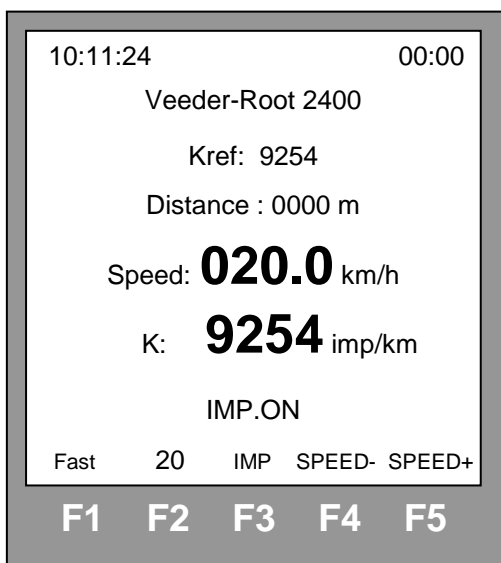 10:11:24 00:00
Veeder-Root 2400
Kref: 9254
Distance : 0000 m
Speed: 020.0 km/h
K: 9254 imp/km
IMP.ON
Fast 20 IMP SPEED- SPEED+
F1 F2 F3 F4 F5